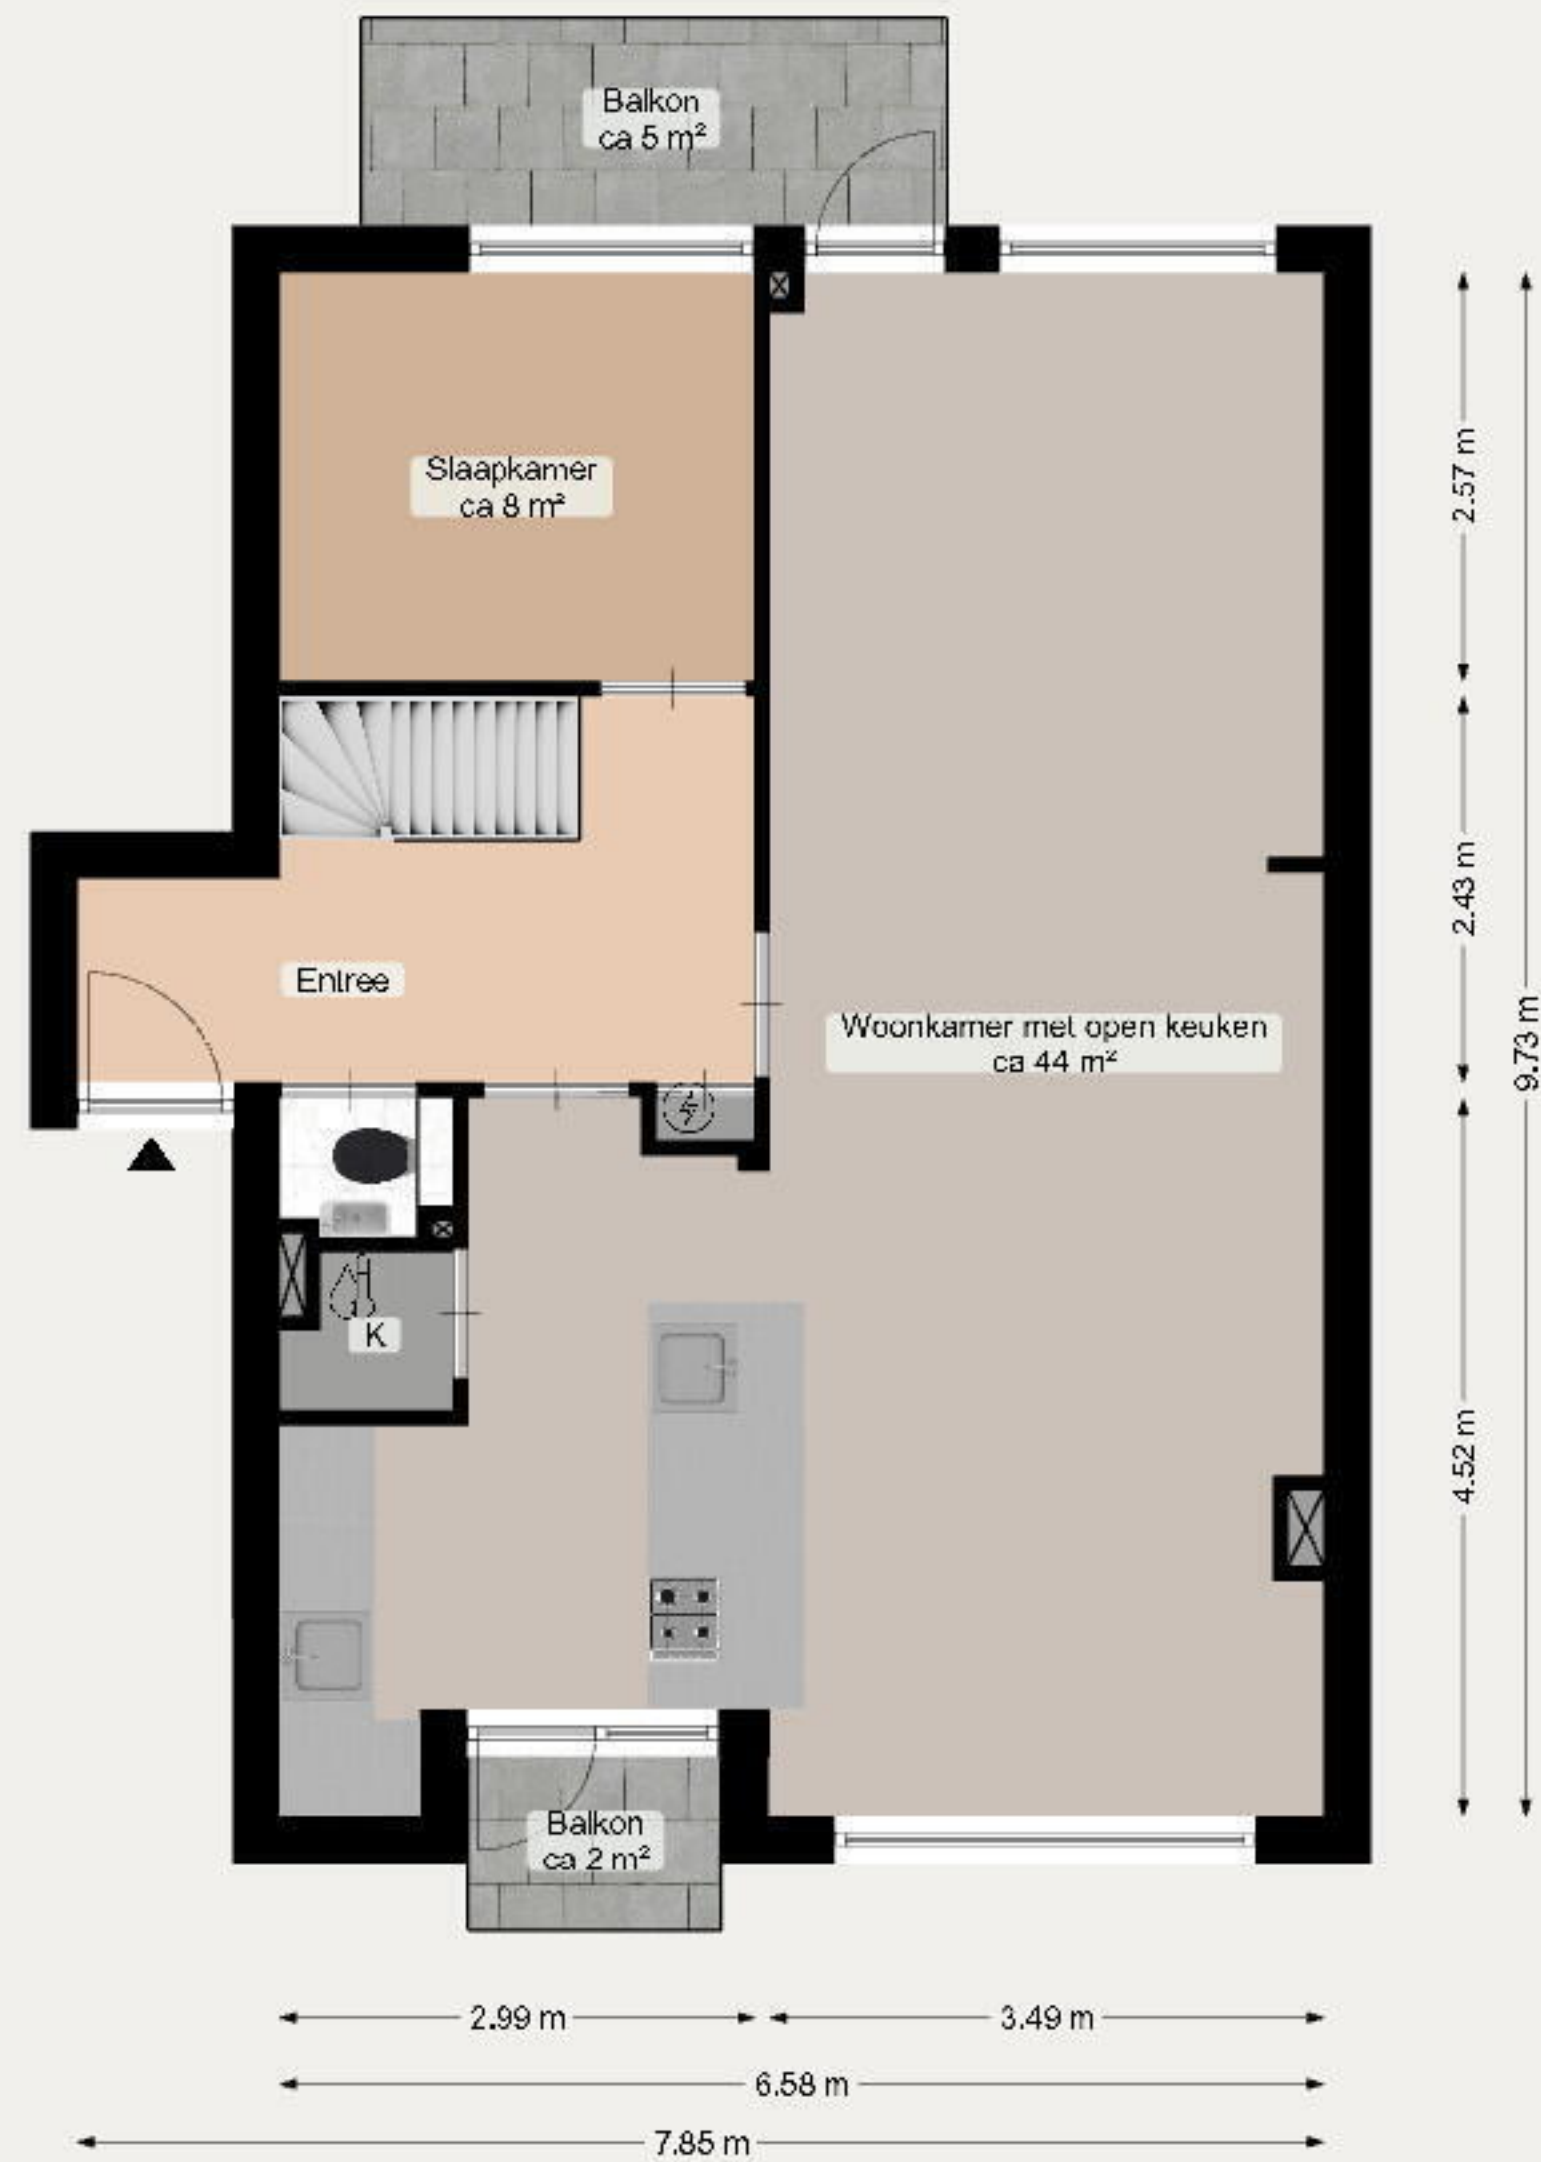 Balkon
ca 5 m²
Slaapkamer
ca 8 m²
2.57 m
2.43 m
Entree
Woonkamer met open keuken
ca 44 m²
9.73 m
K
4.52 m
Balkon
ca 2 m²
2.99 m
3.49 m
6.58 m
7.85 m